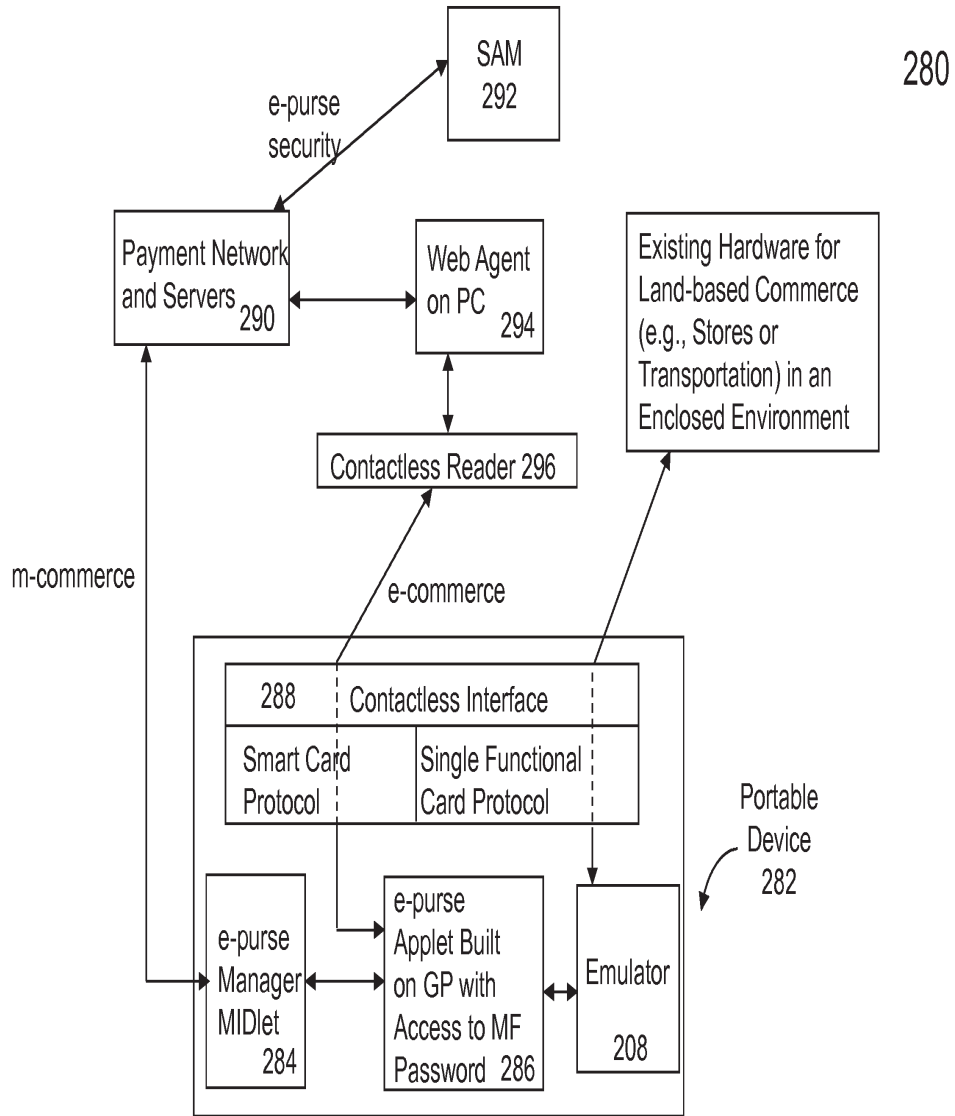 SAM
292
280
e-purse
security
Payment Network
and Servers
290
Web Agent
on PC
294
Existing Hardware for
Land-based Commerce
(e.g., Stores or
Transportation) in an
Enclosed Environment
Contactless Reader 296
m-commerce
e-commerce
288 Contactless Interface
Smart Card
Protocol
Single Functional
Card Protocol
Portable
Device
282
e-purse
Manager
MIDlet
284
e-purse
Applet Built
on GP with
Access to MF
Password 286
Emulator
208